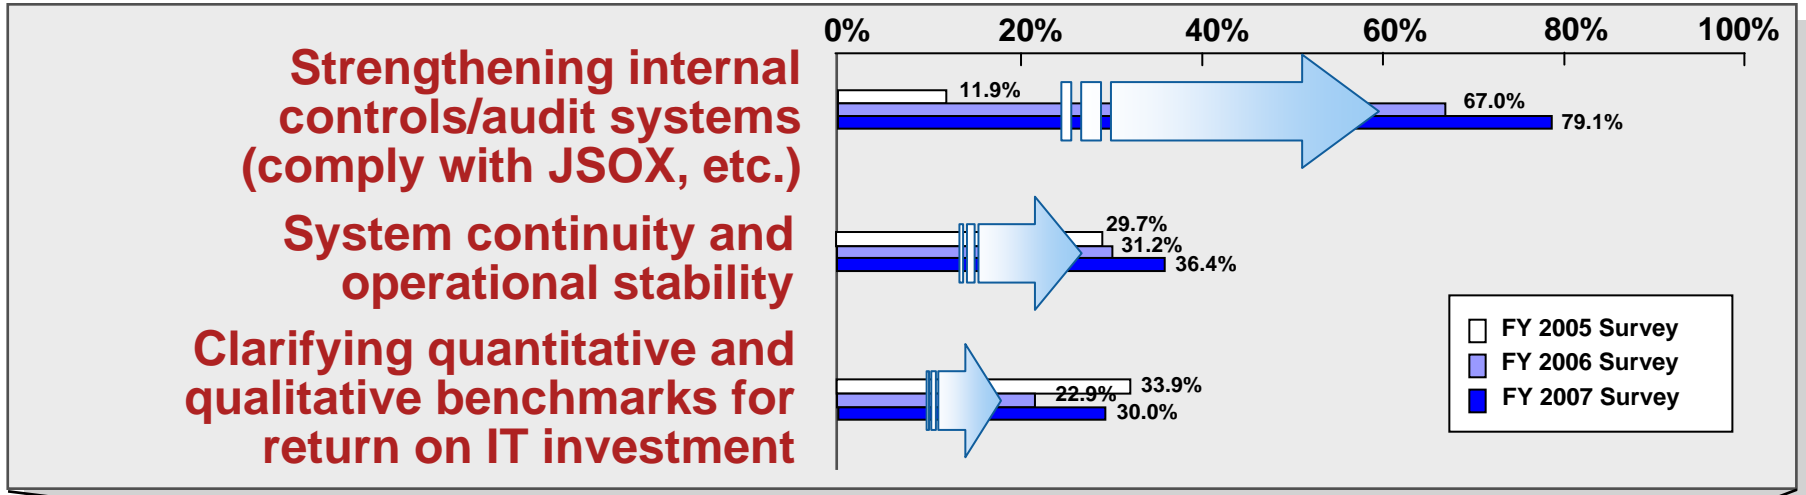 0% 20% 40% 60% 80% 100%
Strengthening internal
controls/audit systems
(comply with JSOX, etc.)
11.9%
67.0%
79.1%
System continuity and
operational stability
29.7%
31.2%
36.4%
Clarifying quantitative and
qualitative benchmarks for
return on IT investment
33.9%
22.9%
30.0%
FY 2005 Survey
FY 2006 Survey
FY 2007 Survey